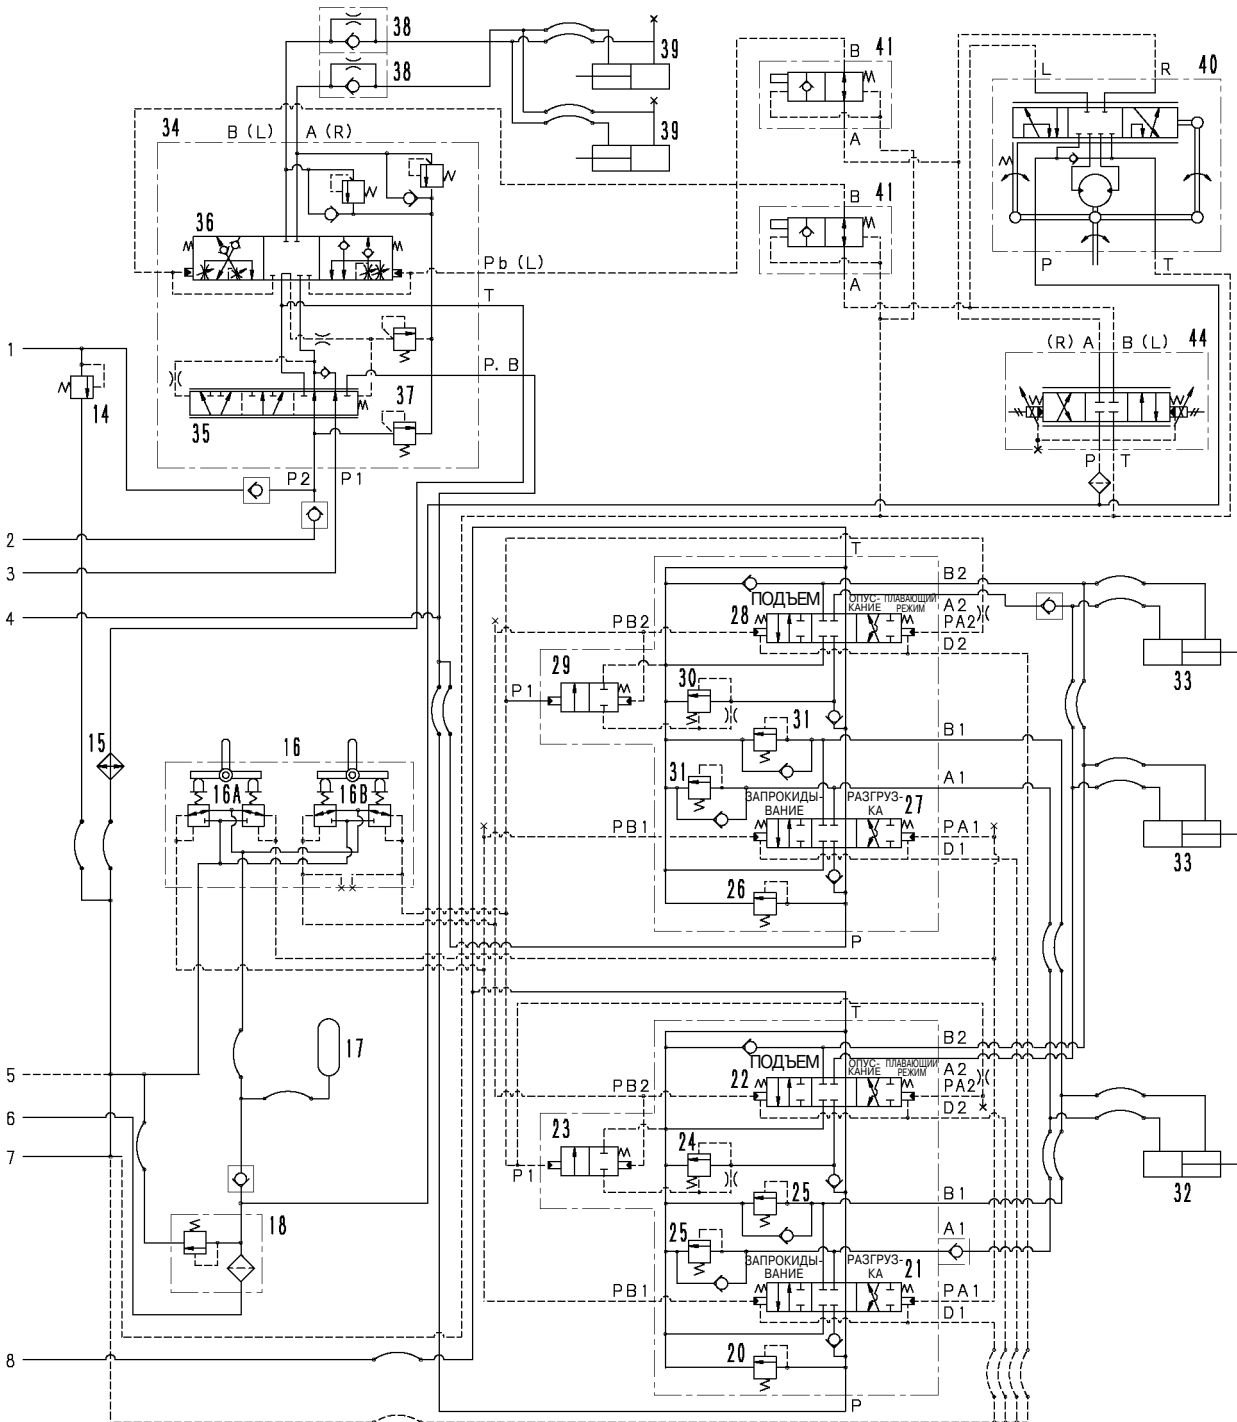 38
38
39
39
B
41
A
L
R
40
34
B (L)
A (R)
B
41
A
36
Pb (L)
T
P
T
1
14
P. B
37
35
(R) A
B (L)
44
P2
P1
P
T
2
3
4
T
B2
ПОДЪЕМ
ОПУС-
КАНИЕ
ПЛАВАЮЩИЙ
РЕЖИМ
A2
PB2
28
PA2
D2
29
P1
30
33
31
B1
15
16
31
A1
16A
16B
ЗАПРОКИДЫ-
ВАНИЕ
РАЗГРУЗ-
КА
27
PB1
PA1
D1
33
26
P
17
T
B2
ПОДЪЕМ
ОПУС-
КАНИЕ
ПЛАВАЮЩИЙ
РЕЖИМ
5
A2
PB2
22
PA2
6
D2
23
24
7
P1
32
25
B1
18
25
A1
ЗАПРОКИДЫ-
ВАНИЕ
РАЗГРУЗ-
КА
21
PB1
PA1
D1
8
20
P